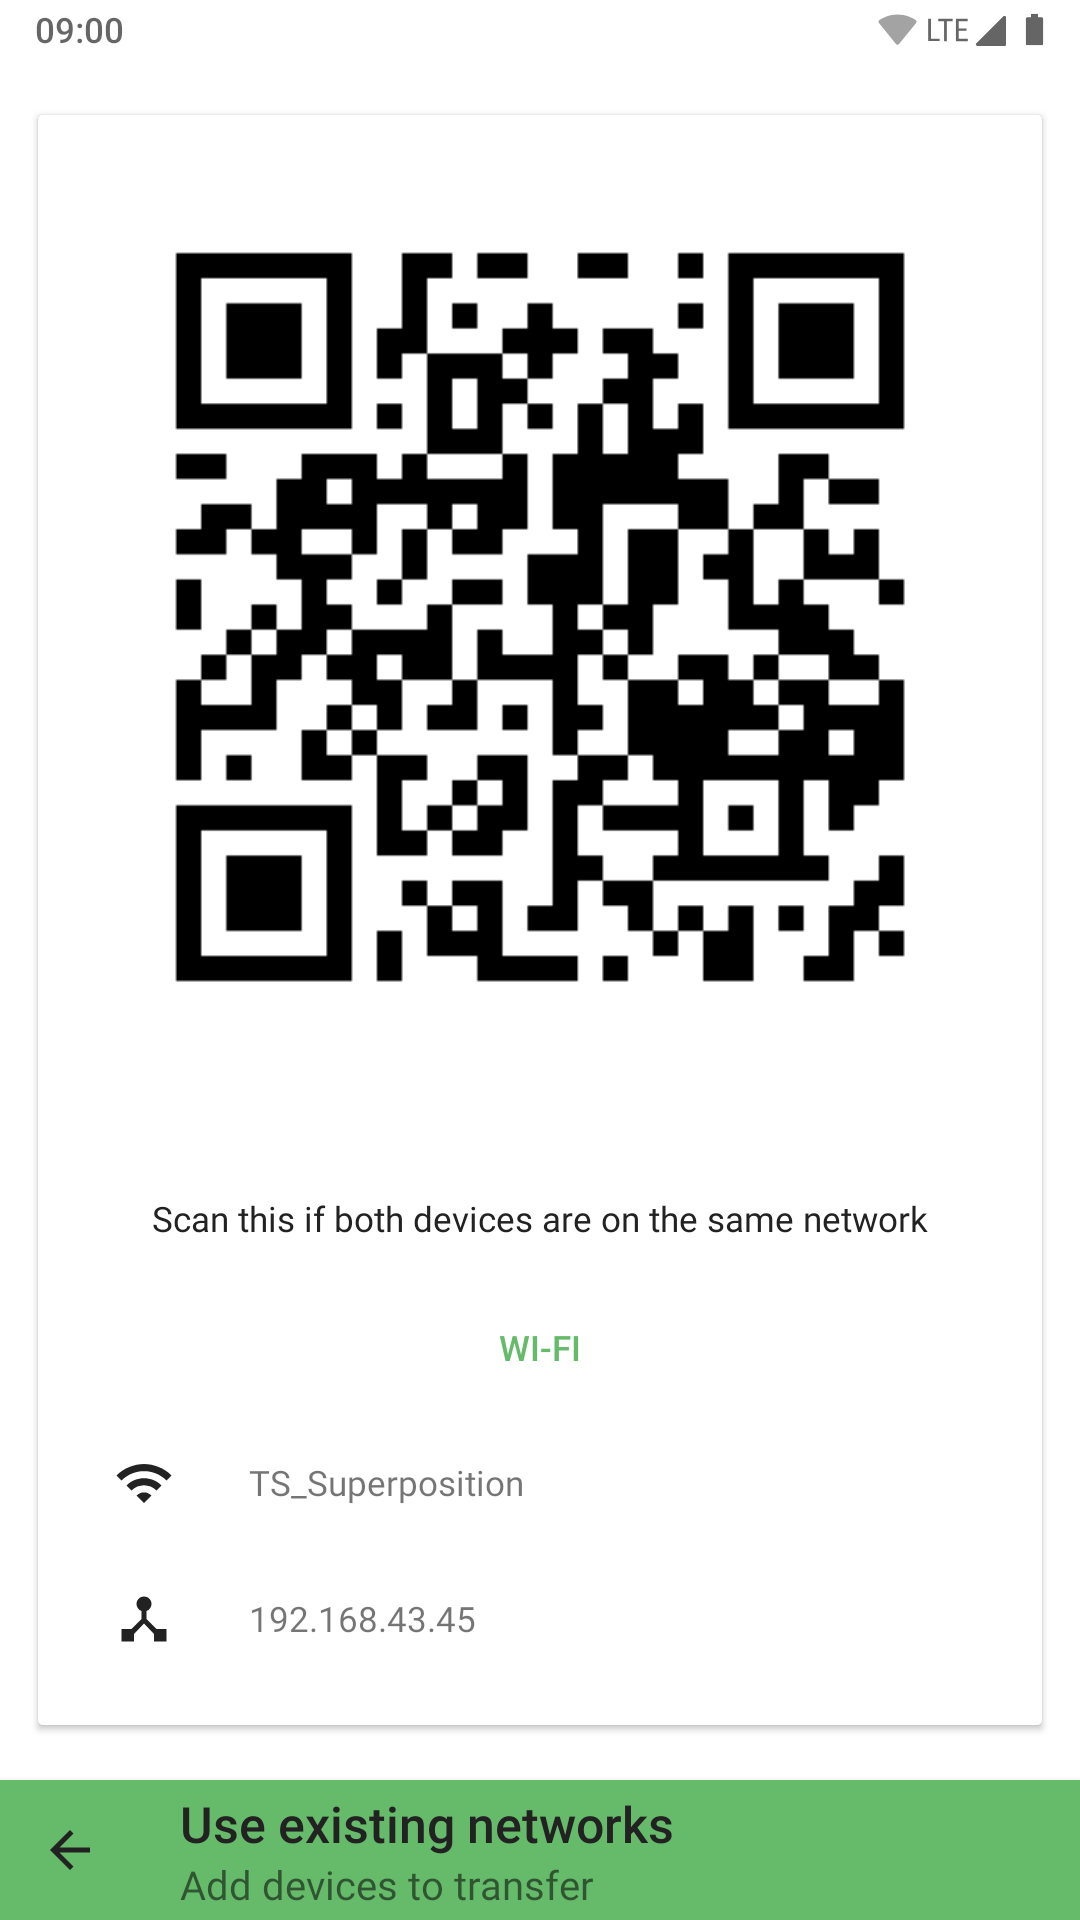 09:00
LTE
Scan this if both devices are on the same network
WI-FI
TS_Superposition
192.168.43.45
Use existing networks
Add devices to transfer